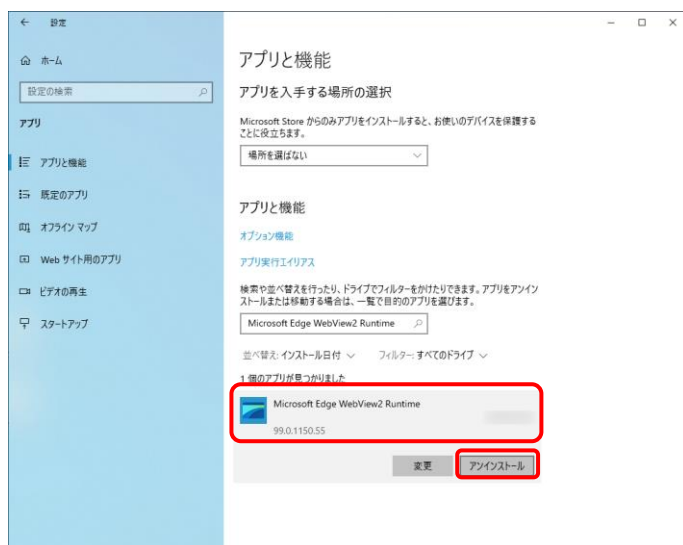 設定
ホーム
設定の検索
アプリ
アプリと機能
既定のアプリ
オフライン マップ
Web サイト用のアプリ
ビデオの再生
スタートアップ
アプリと機能
アプリを入手する場所の選択
Microsoft Store からのみアプリをインストールすると、お使いのデバイスを保護する
ことに役立ちます。
場所を選ばない
アプリと機能
オプション機能
アプリ実行エイリアス
検索や並べ替えを行ったり、ドライブでフィルターをかけたりできます。アプリをアンイン
ストールまたは移動する場合は、一覧で目的のアプリを選びます。
Microsoft Edge WebView2 Runtime
並べ替え: インストール日付 フィルター: すべてのドライブ
1 個のアプリが見つかりました
Microsoft Edge WebView2 Runtime
99.0.1150.55
変更 アンインストール